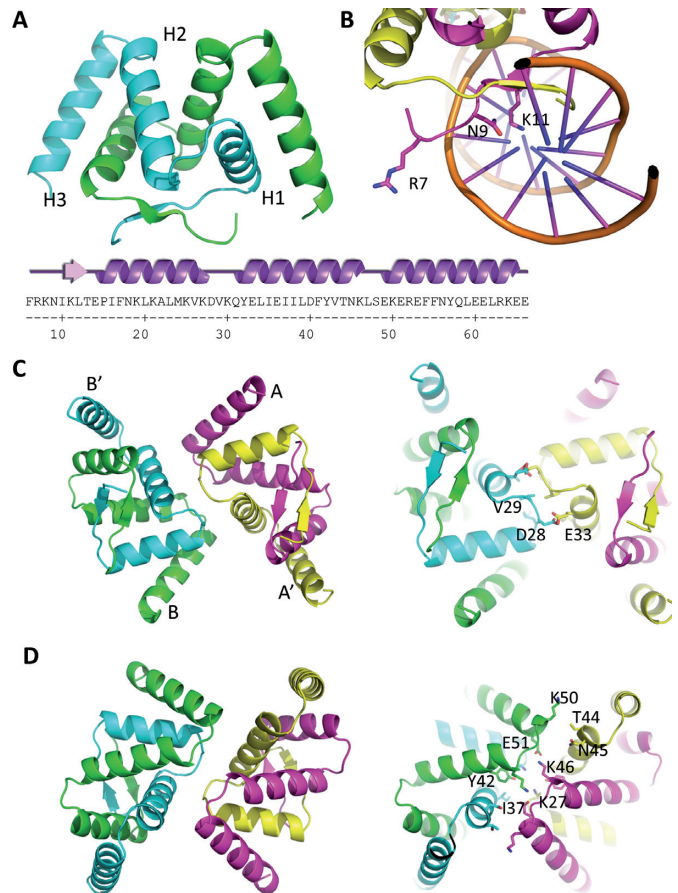 A
H2
H3
H1
B
N9
K11
R7
FRKNIKLTEPIFNKLKALMKVKDVKQYELIEIILDFYVTNKLSEKEREFFNYQLEELRKEE
10 20 30 40 50 60
C
B'
A
B
A'
V29
D28
E33
D
K50
T44
E51
N45
K46
Y42
I37
K27